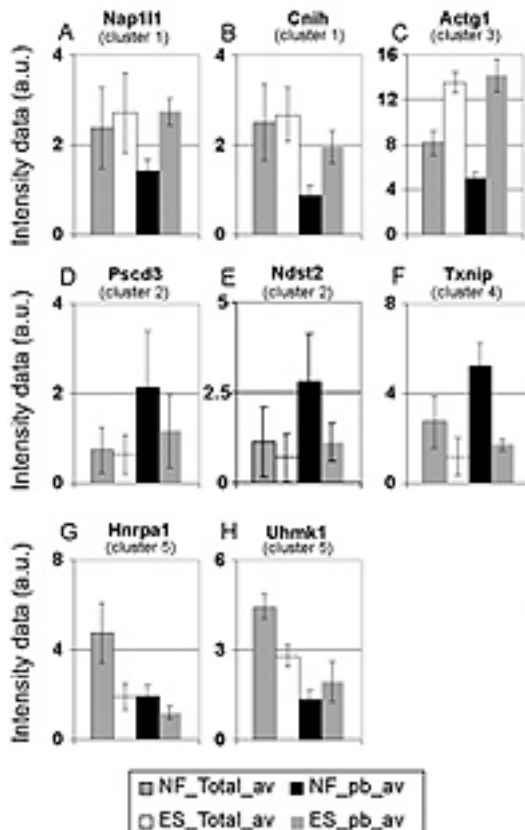 A
Nap1l1
(cluster 1)
B
Cnih
(cluster 1)
C
Actg1
(cluster 3)
Intensity data (a.u.)
4
2
0
4
2
0
16
12
8
4
0
D
Pscd3
(cluster 2)
E
Ndst2
(cluster 2)
F
Txnip
(cluster 4)
Intensity data (a.u.)
4
2
0
5
2.5
0
8
4
0
G
Hnrpa1
(cluster 5)
H
Uhmk1
(cluster 5)
Intensity data (a.u.)
8
4
0
6
3
0
NF_Total_av NF_pb_av
ES_Total_av ES_pb_av